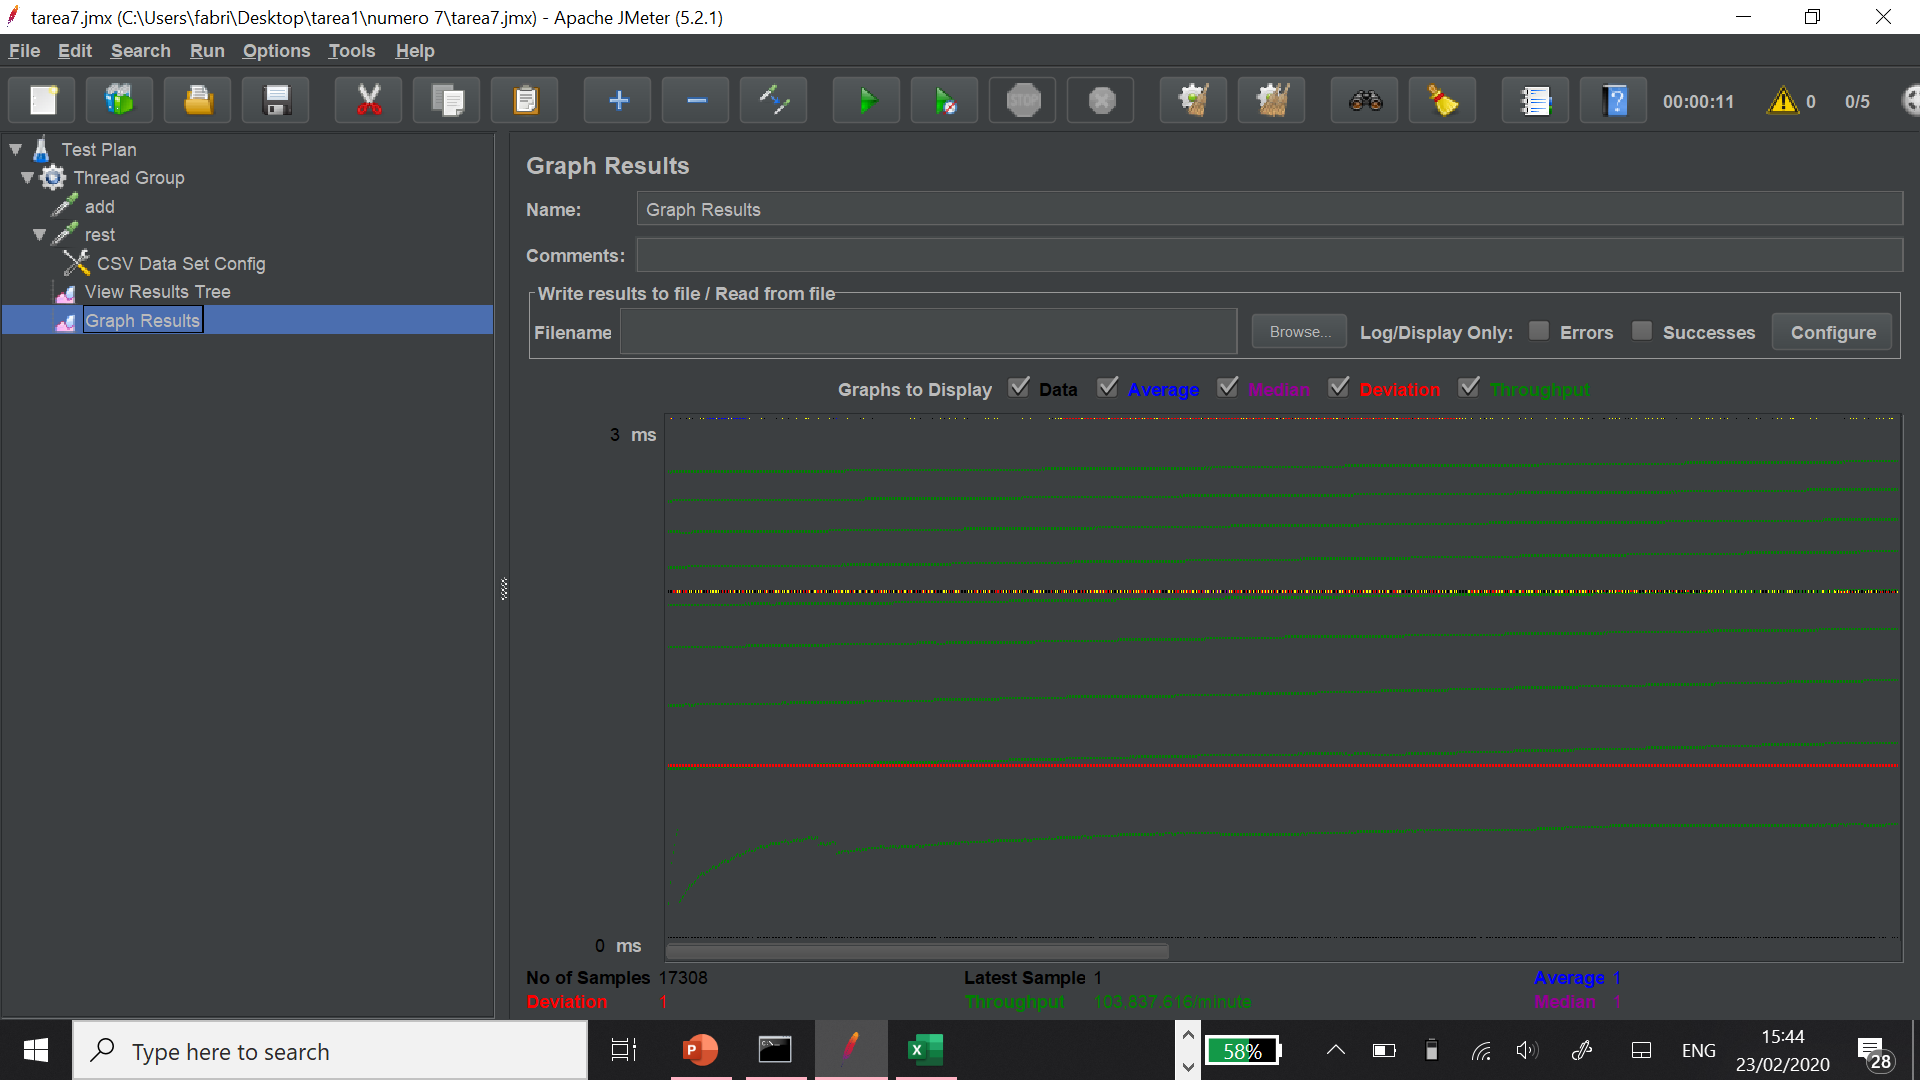 tarea7.jmx (C:\Users\fabri\Desktop\tarea1\numero 7\tarea7.jmx) - Apache JMeter (5.2.1)
File Edit Search Run Options Tools Help
STOP
00:00:11 0 0/5
Test Plan
Thread Group
add
rest
CSV Data Set Config
View Results Tree
Graph Results
Graph Results
Name: Graph Results
Comments:
Write results to file / Read from file
Filename Browse... Log/Display Only: Errors Successes Configure
Graphs to Display Data Average Median Deviation Throughput
3 ms
0 ms
No of Samples 17308 Latest Sample 1 Average 1
Deviation 1 Throughput 103,837.616/minute Median 1
Type here to search
58%
ENG
15:44
23/02/2020
28